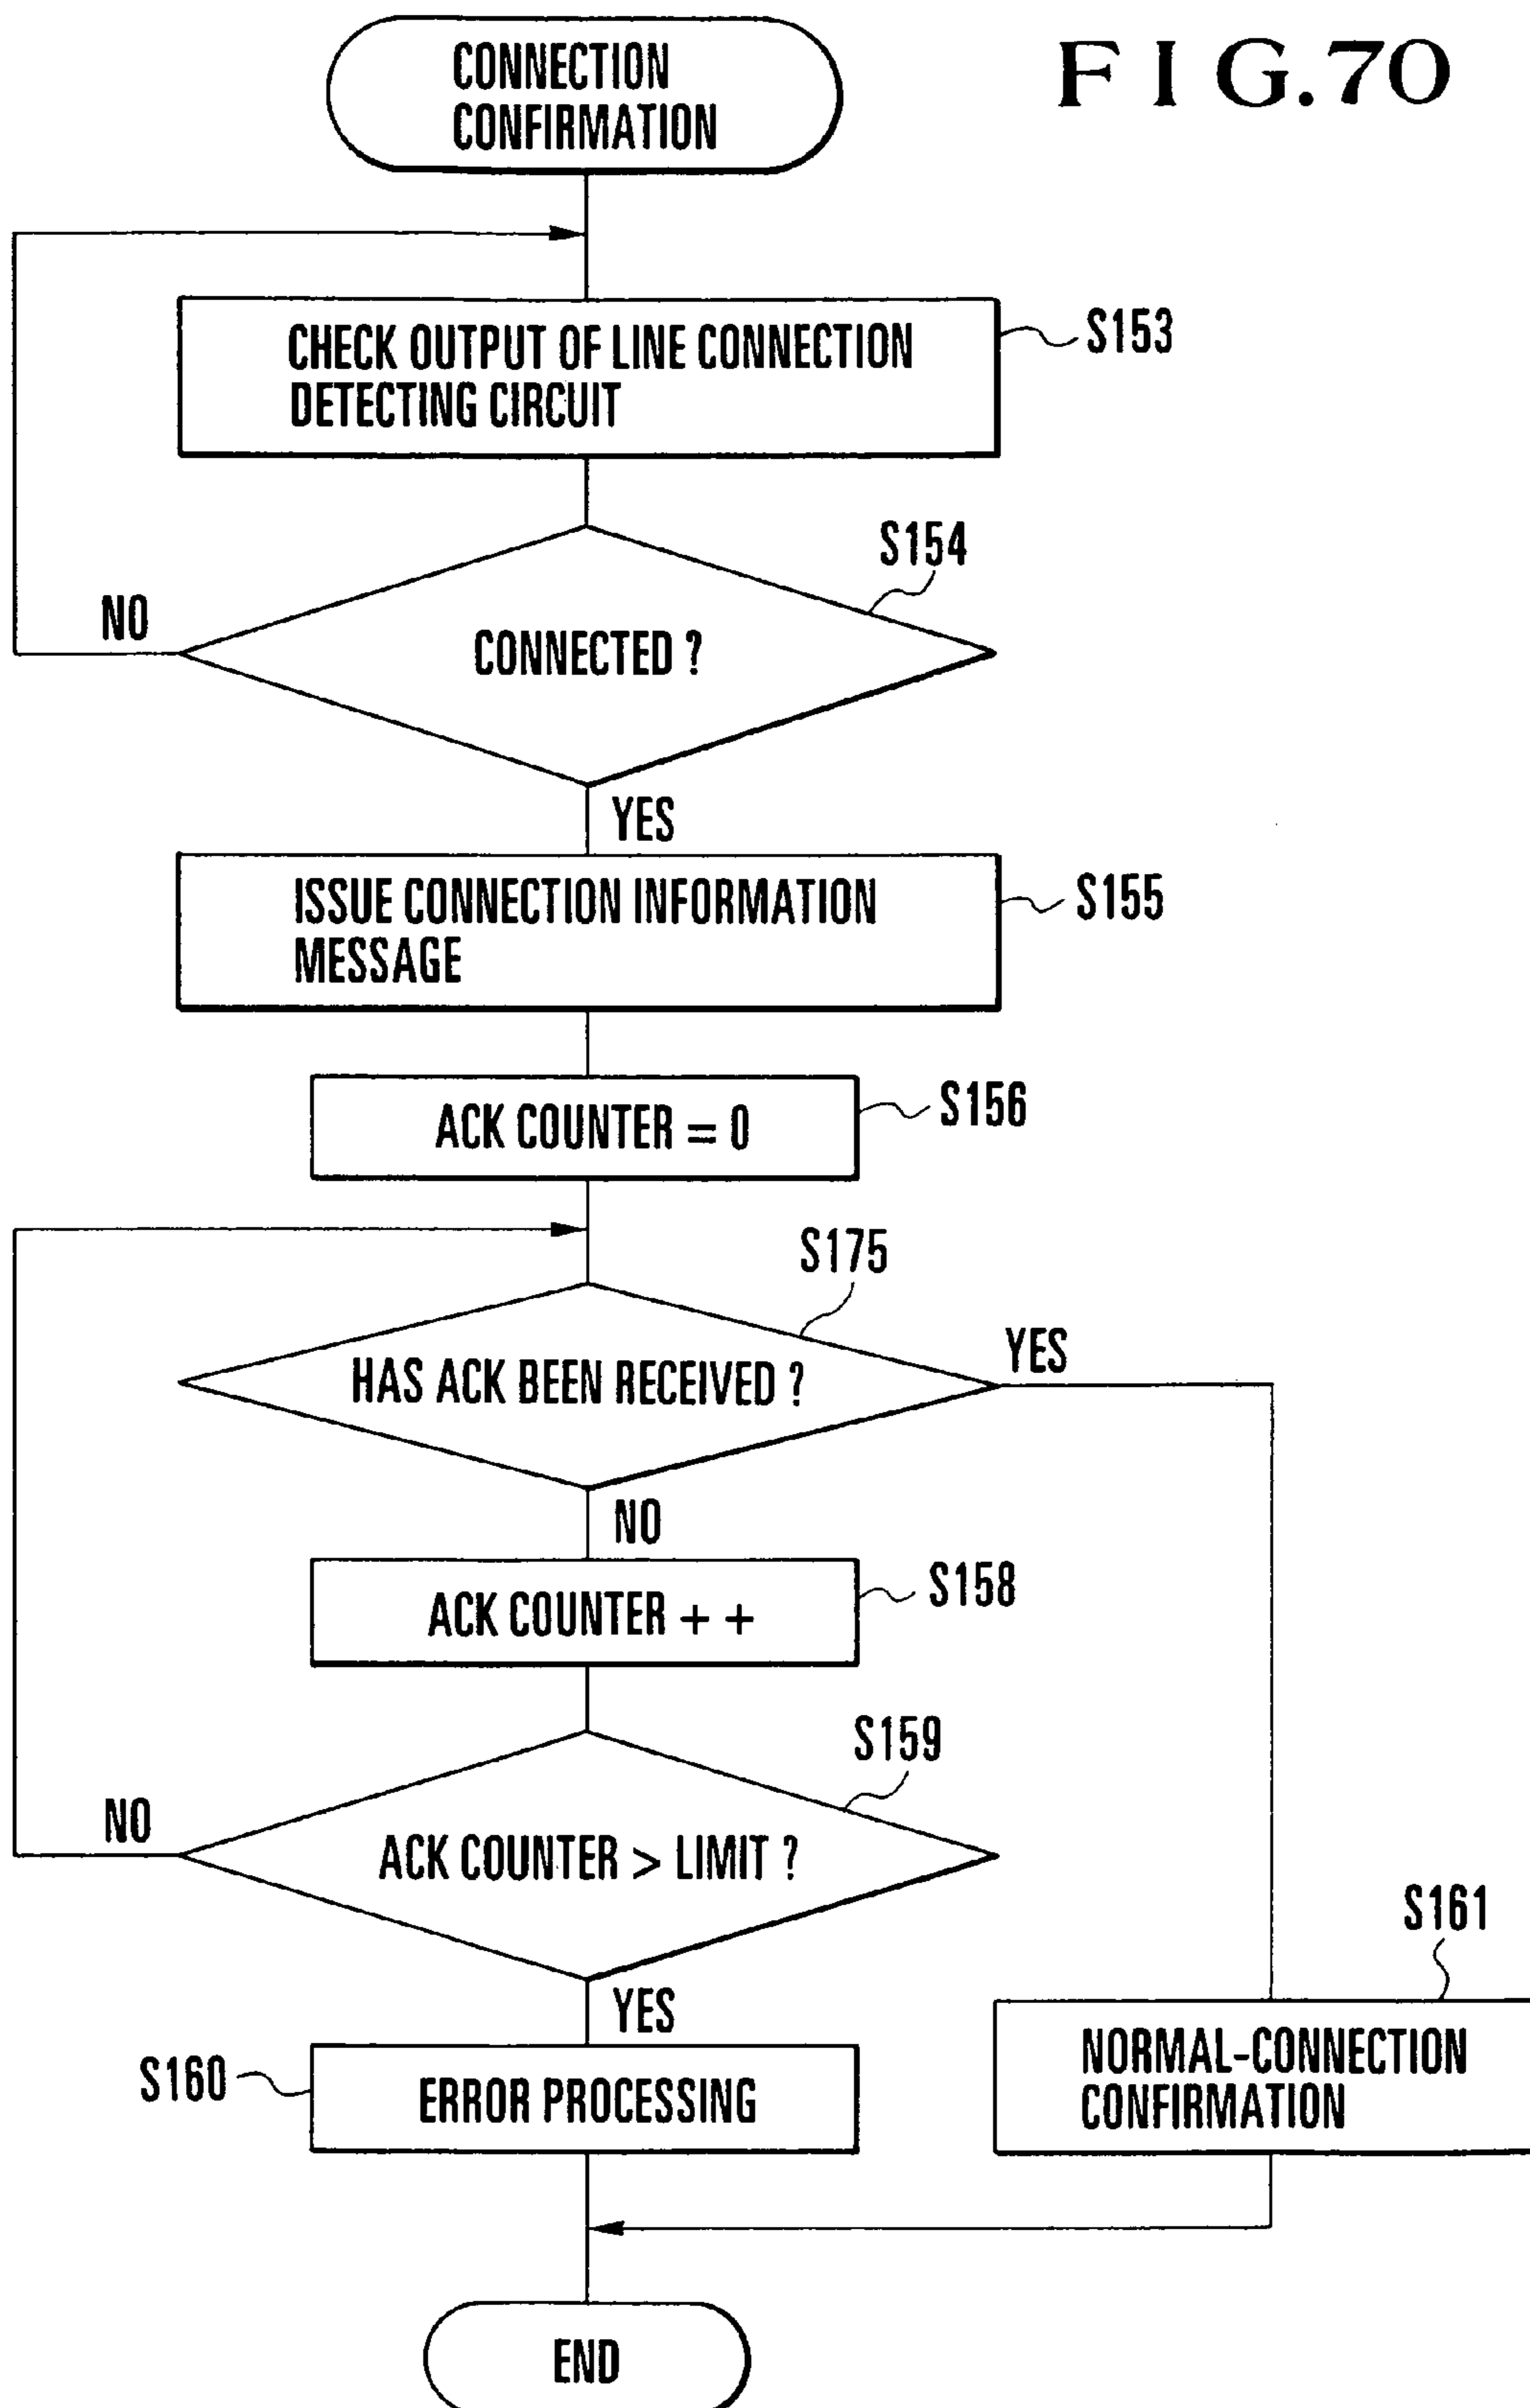 FIG.70
CONNECTION
CONFIRMATION
CHECK OUTPUT OF LINE CONNECTION
DETECTING CIRCUIT
S153
S154
NO
CONNECTED ?
YES
ISSUE CONNECTION INFORMATION
MESSAGE
S155
ACK COUNTER = 0
S156
S175
HAS ACK BEEN RECEIVED ?
YES
NO
ACK COUNTER + +
S158
S159
NO
ACK COUNTER > LIMIT ?
YES
S161
S160
ERROR PROCESSING
NORMAL-CONNECTION
CONFIRMATION
END